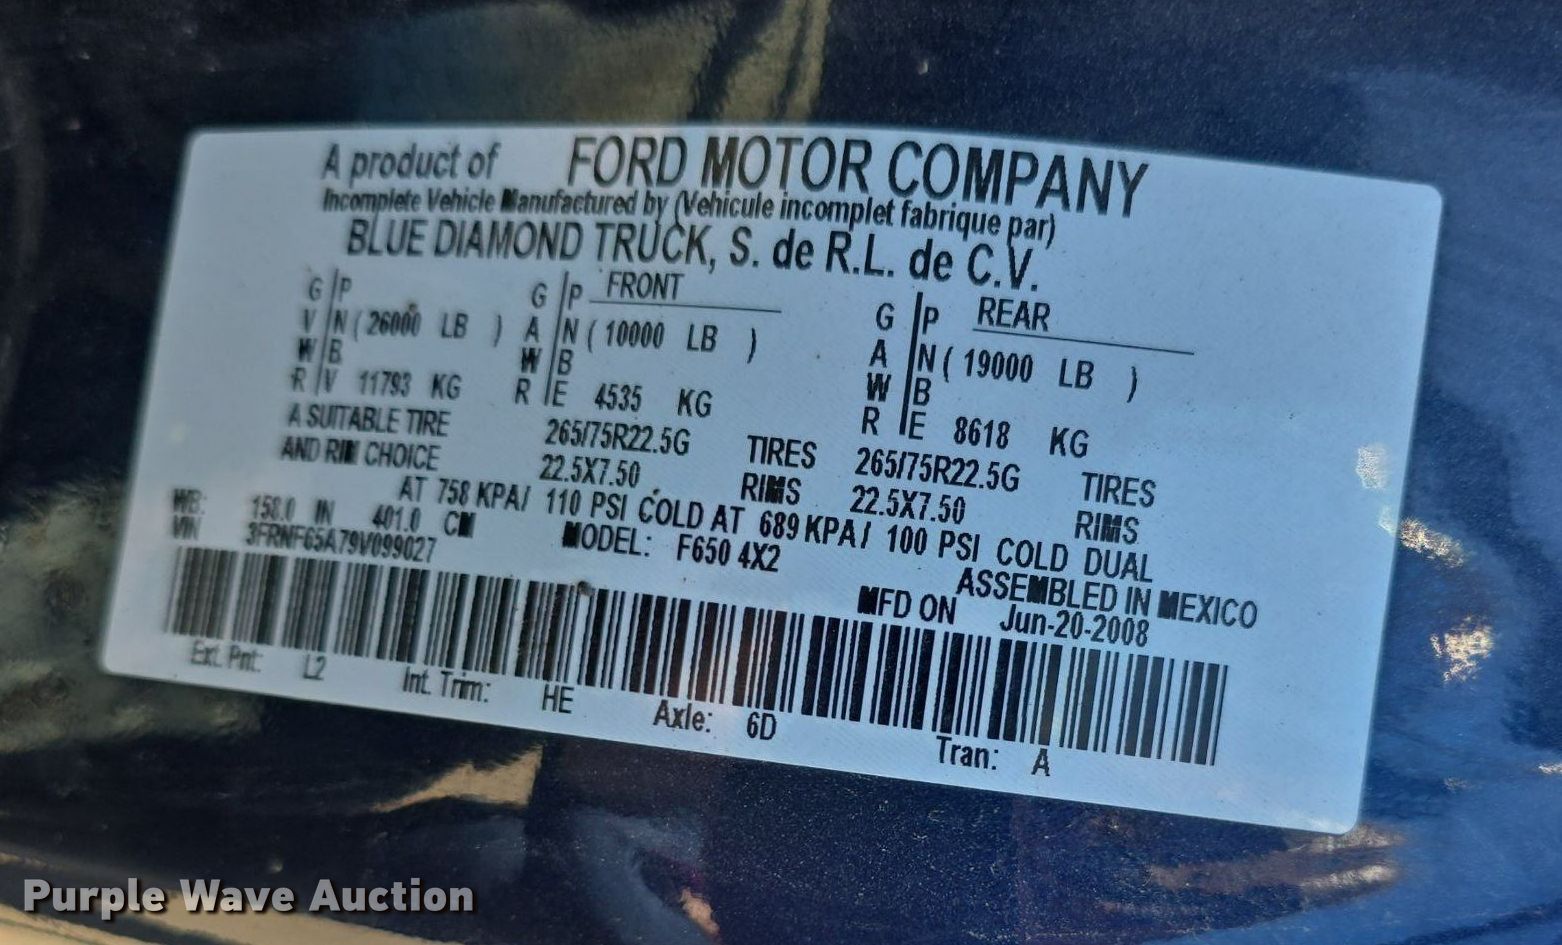 A product of FORD MOTOR COMPANY
Incomplete Vehicle Manufactured by (Vehicule incomplet fabrique par)
BLUE DIAMOND TRUCK, S. de R.L. de C.V.
G P G P FRONT G P REAR
V N ( 26000 LB ) A N ( 10000 LB ) A N ( 19000 LB )
W B W B W B
R V 11793 KG R E 4535 KG R E 8618 KG
A SUITABLE TIRE 265/75R22.5G TIRES 265/75R22.5G TIRES
AND RIM CHOICE 22.5X7.50 RIMS 22.5X7.50 RIMS
AT 758 KPA/ 110 PSI COLD AT 689 KPA/ 100 PSI COLD DUAL
WB: 158.0 IN 401.0 CM MODEL: F650 4X2 ASSEMBLED IN MEXICO
VIN 3FRNF65A79V099027 MFD ON Jun-20-2008
Ext. Pnt: L2 Int. Trim: HE Axle: 6D Tran: A
Purple Wave Auction